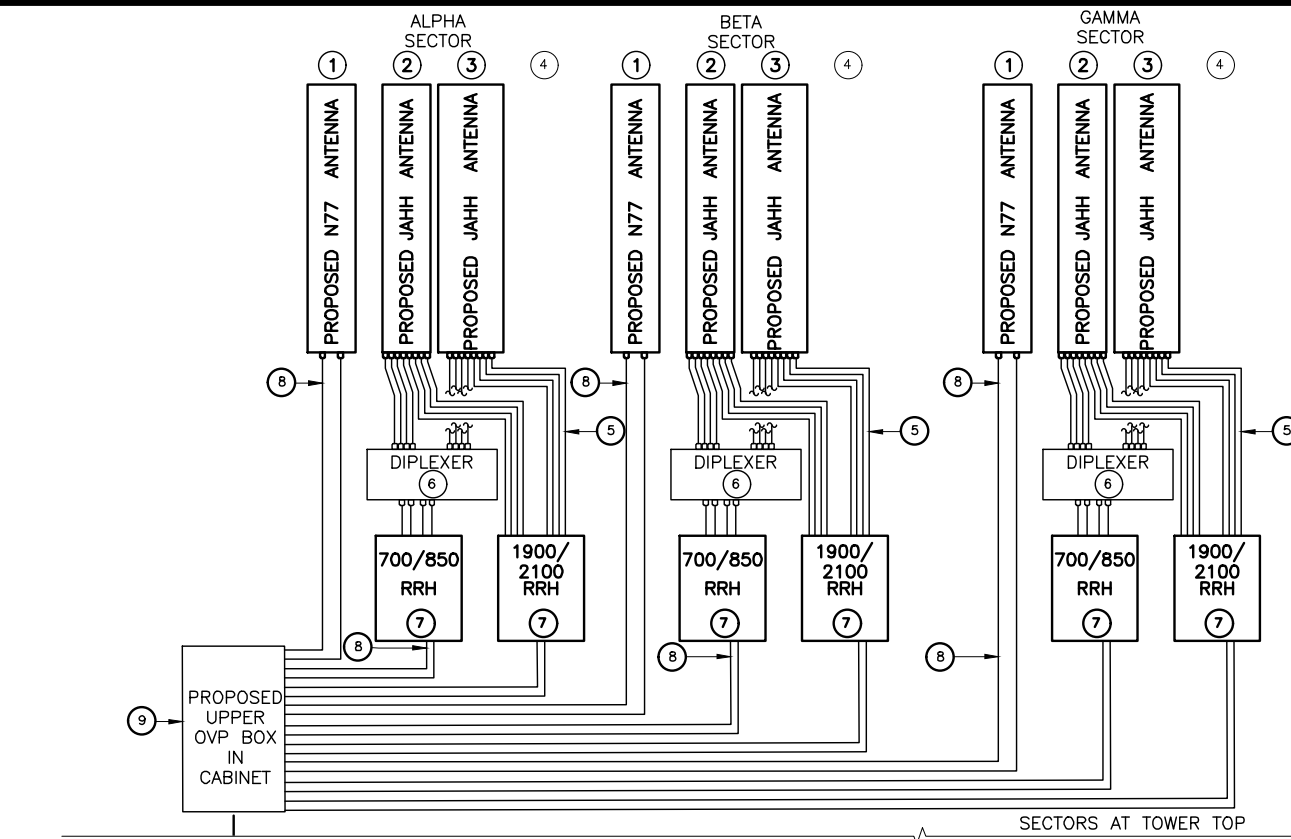 ALPHA
SECTOR
BETA
SECTOR
GAMMA
SECTOR
1
2
3
4
1
2
3
4
1
2
3
4
PROPOSED N77 ANTENNA
PROPOSED JAHH ANTENNA
PROPOSED JAHH ANTENNA
PROPOSED N77 ANTENNA
PROPOSED JAHH ANTENNA
PROPOSED JAHH ANTENNA
PROPOSED N77 ANTENNA
PROPOSED JAHH ANTENNA
PROPOSED JAHH ANTENNA
8
8
8
5
5
5
DIPLEXER
6
DIPLEXER
6
DIPLEXER
6
700/850
RRH
7
1900/
2100
RRH
7
700/850
RRH
7
1900/
2100
RRH
7
700/850
RRH
7
1900/
2100
RRH
7
8
8
8
9
PROPOSED
UPPER
OVP BOX
IN
CABINET
SECTORS AT TOWER TOP